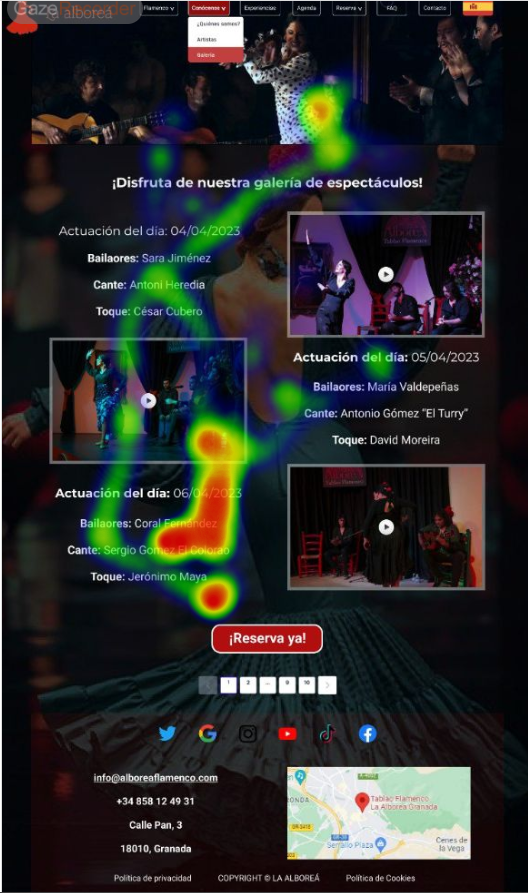 GazeRecorder
la alboreá
Flamenco
Conócenos
Experiencias
Agenda
Reserva
FAQ
Contacto
¿Quiénes somos?
Artistas
Galería
¡Disfruta de nuestra galería de espectáculos!
Actuación del día: 04/04/2023
Bailaores: Sara Jiménez
Cante: Antoni Heredia
Toque: César Cubero
Actuación del día: 05/04/2023
Bailaores: María Valdepeñas
Cante: Antonio Gómez "El Turry"
Toque: David Moreira
Actuación del día: 06/04/2023
Bailaores: Coral Fernández
Cante: Sergio Gomez El Colorao
Toque: Jerónimo Maya
¡Reserva ya!
‹ 1 2 ... 9 10 ›
info@alboreaflamenco.com
+34 858 12 49 31
Calle Pan, 3
18010, Granada
Tablao Flamenco
La Alboreá Granada
Serrallo Plaza
Cenes de
la Vega
Política de privacidad
COPYRIGHT © LA ALBOREÁ
Política de Cookies